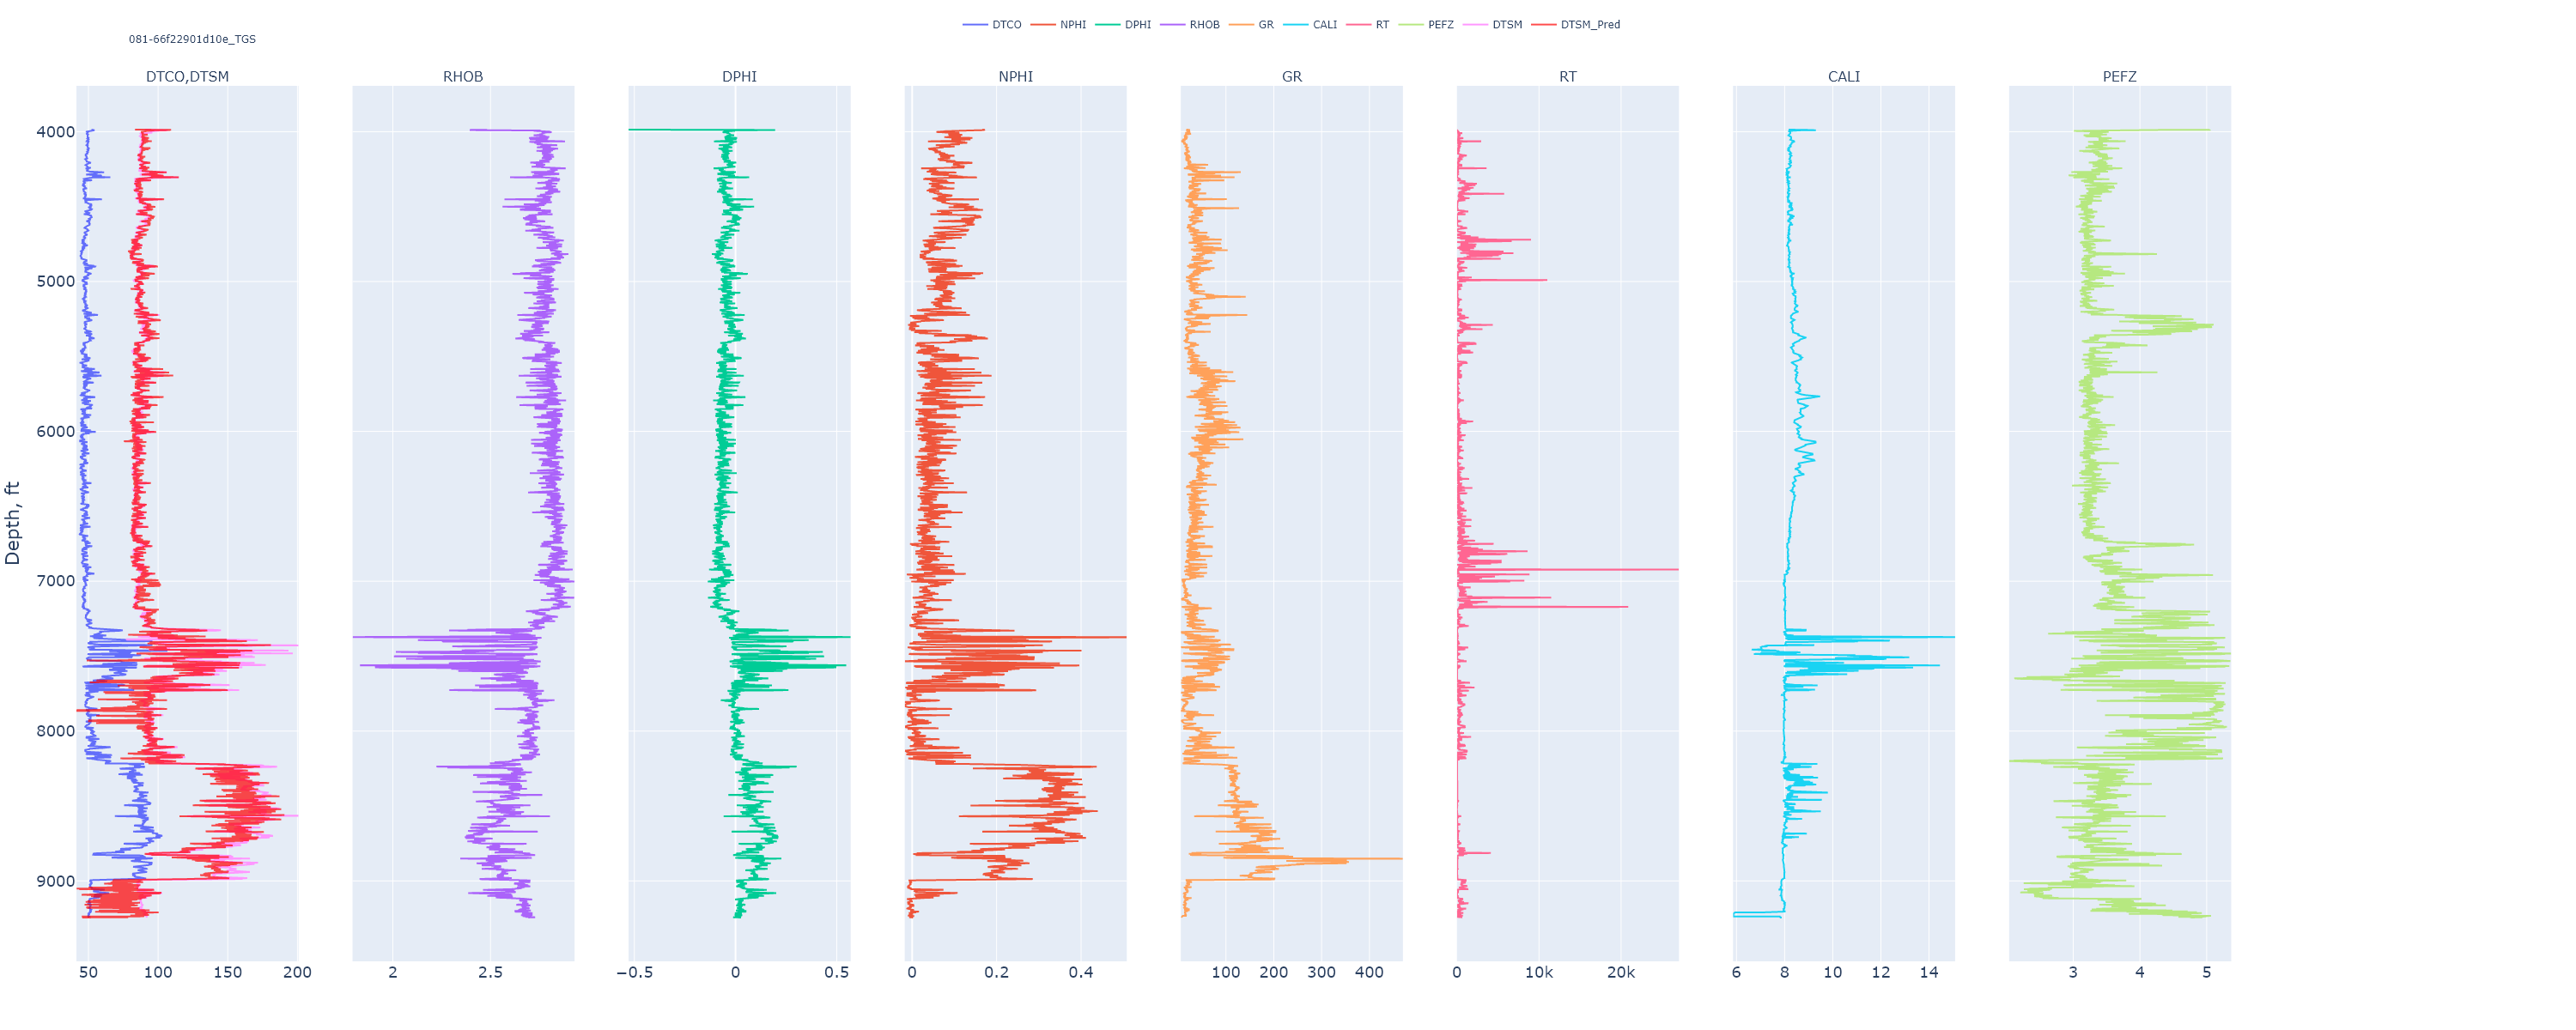 DTCO NPHI DPHI RHOB GR CALI RT PEFZ DTSM DTSM_Pred
081-66f22901d10e_TGS
DTCO,DTSM RHOB DPHI NPHI GR RT CALI PEFZ
Depth, ft
4000
5000
6000
7000
8000
9000
50 100 150 200 2 2.5 −0.5 0 0.5 0 0.2 0.4 100 200 300 400 0 10k 20k 6 8 10 12 14 3 4 5